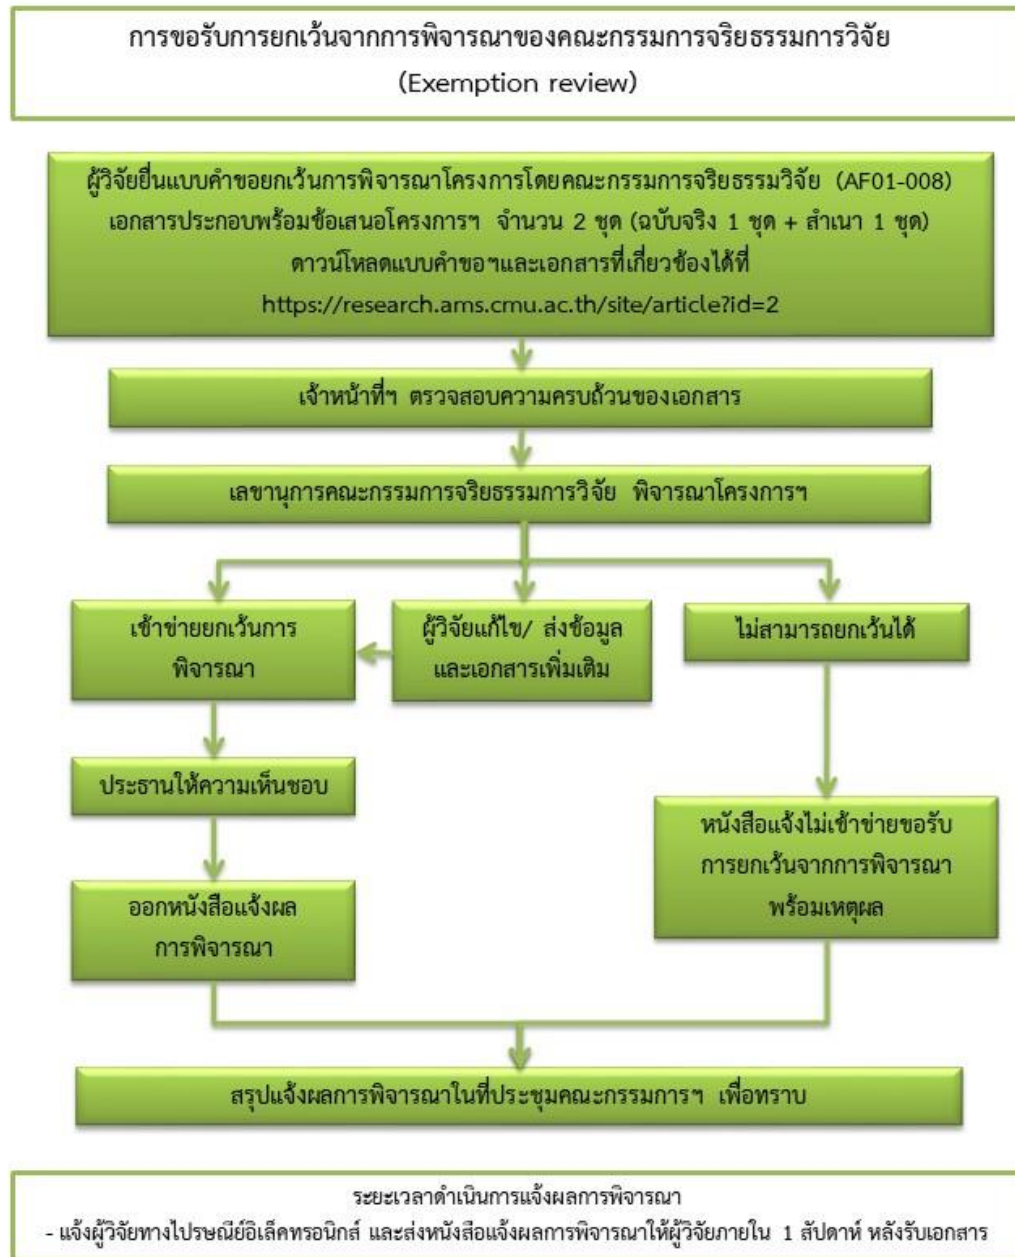 การขอรับการยกเว้นจากการพิจารณาของคณะกรรมการจริยธรรมการวิจัย
(Exemption review)
ผู้วิจัยยื่นแบบคำขอยกเว้นการพิจารณาโครงการโดยคณะกรรมการจริยธรรมวิจัย (AF01-008)
เอกสารประกอบพร้อมข้อเสนอโครงการฯ จำนวน 2 ชุด (ฉบับจริง 1 ชุด + สำเนา 1 ชุด)
ดาวน์โหลดแบบคำขอฯและเอกสารที่เกี่ยวข้องได้ที่
https://research.ams.cmu.ac.th/site/article?id=2
เจ้าหน้าที่ฯ ตรวจสอบความครบถ้วนของเอกสาร
เลขานุการคณะกรรมการจริยธรรมการวิจัย พิจารณาโครงการฯ
เข้าข่ายยกเว้นการ
พิจารณา
ผู้วิจัยแก้ไข/ ส่งข้อมูล
และเอกสารเพิ่มเติม
ไม่สามารถยกเว้นได้
ประธานให้ความเห็นชอบ
หนังสือแจ้งไม่เข้าข่ายขอรับ
การยกเว้นจากการพิจารณา
พร้อมเหตุผล
ออกหนังสือแจ้งผล
การพิจารณา
สรุปแจ้งผลการพิจารณาในที่ประชุมคณะกรรมการฯ เพื่อทราบ
ระยะเวลาดำเนินการแจ้งผลการพิจารณา
- แจ้งผู้วิจัยทางไปรษณีย์อิเล็คทรอนิกส์ และส่งหนังสือแจ้งผลการพิจารณาให้ผู้วิจัยภายใน 1 สัปดาห์ หลังรับเอกสาร